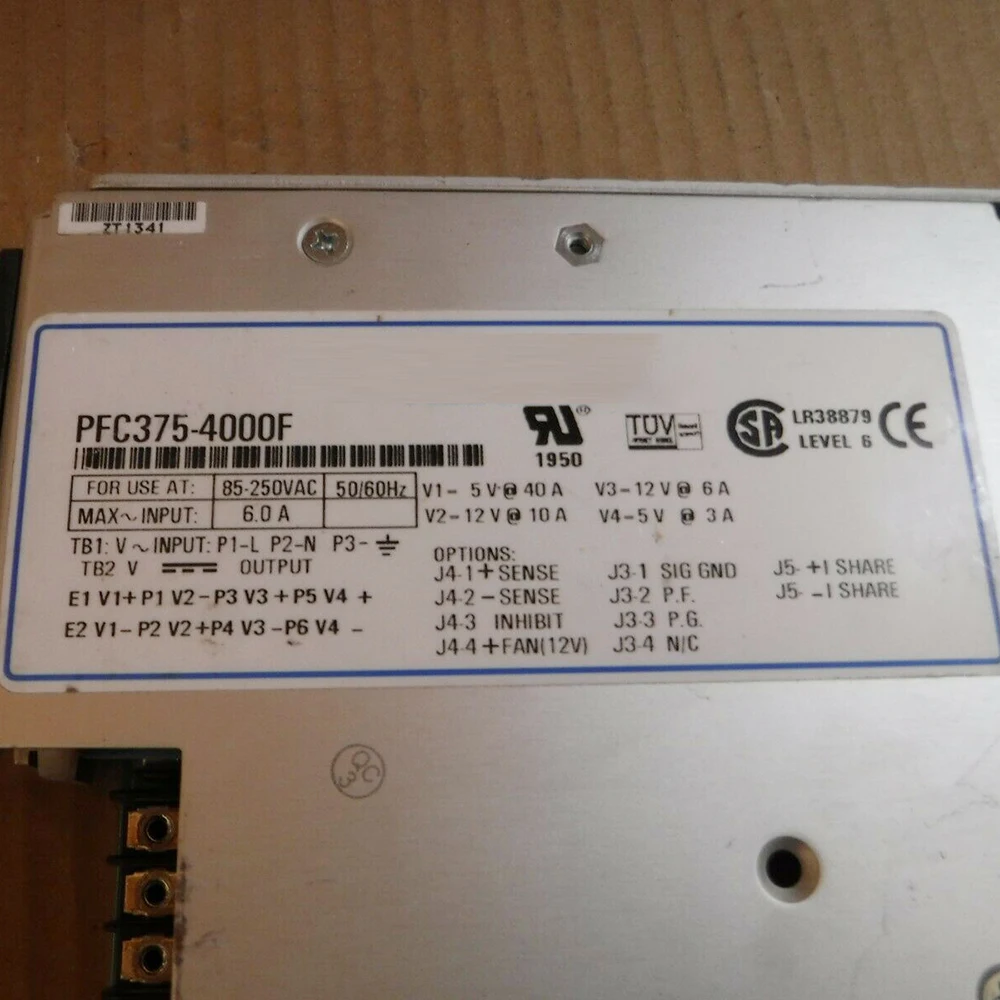 ZT1341
PFC375-4000F
1950
TÜV
LR38879
LEVEL 6
FOR USE AT: 85-250VAC 50/60Hz
MAX~INPUT: 6.0 A
V1- 5 V @ 40 A V3-12 V @ 6 A
V2-12 V @ 10 A V4-5 V @ 3 A
TB1: V ~ INPUT: P1-L P2-N P3-
TB2 V OUTPUT
E1 V1+ P1 V2- P3 V3 + P5 V4 +
E2 V1- P2 V2+P4 V3 -P6 V4 -
OPTIONS:
J4-1 + SENSE J3-1 SIG GND J5- +I SHARE
J4-2 - SENSE J3-2 P.F. J5- -I SHARE
J4-3 INHIBIT J3-3 P.G.
J4-4 +FAN(12V) J3-4 N/C
QC
3